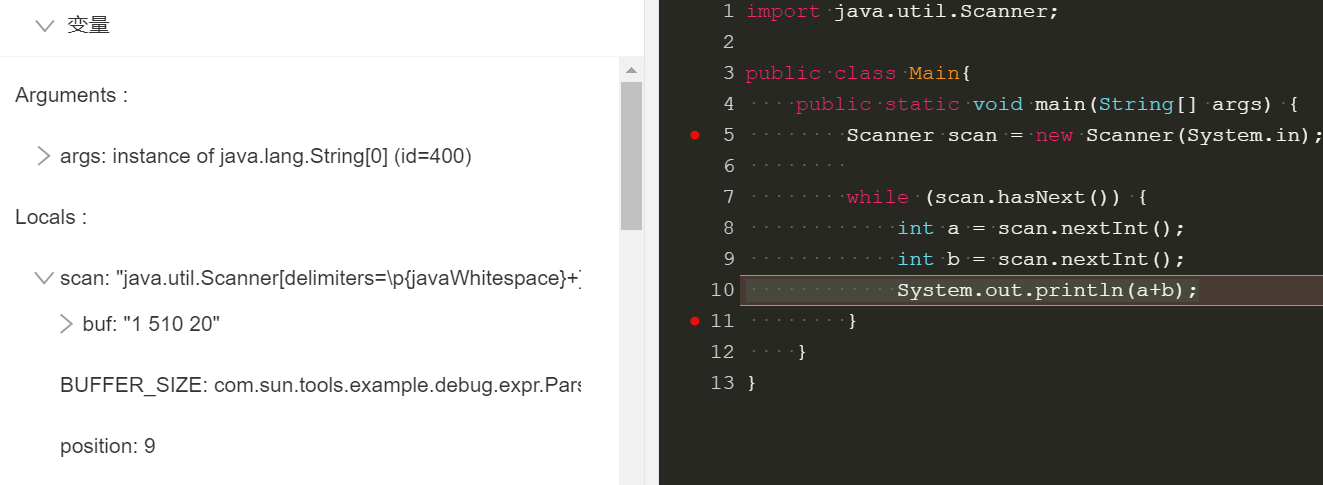 变量
Arguments :
args: instance of java.lang.String[0] (id=400)
Locals :
scan: "java.util.Scanner[delimiters=\p{javaWhitespace}+]
buf: "1 510 20"
BUFFER_SIZE: com.sun.tools.example.debug.expr.Pars
position: 9
1 import java.util.Scanner;
2
3 public class Main{
4     public static void main(String[] args) {
5         Scanner scan = new Scanner(System.in);
6
7         while (scan.hasNext()) {
8             int a = scan.nextInt();
9             int b = scan.nextInt();
10             System.out.println(a+b);
11         }
12     }
13 }